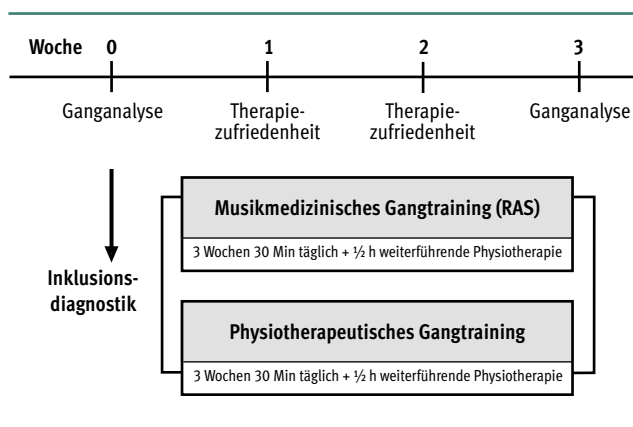 Woche 0 1 2 3
Ganganalyse Therapie- Therapie- Ganganalyse
zufriedenheit zufriedenheit
Musikmedizinisches Gangtraining (RAS)
3 Wochen 30 Min täglich + ½ h weiterführende Physiotherapie
Inklusions-
diagnostik
Physiotherapeutisches Gangtraining
3 Wochen 30 Min täglich + ½ h weiterführende Physiotherapie